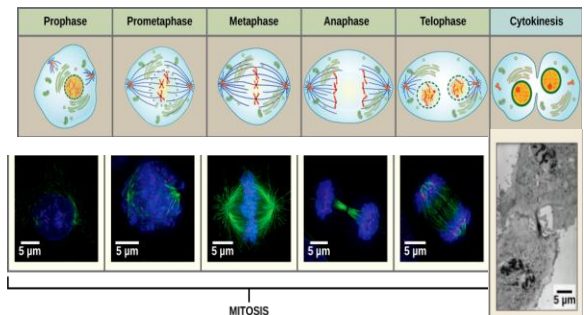 Prophase
Prometaphase
Metaphase
Anaphase
Telophase
Cytokinesis
5 µm
5 µm
5 µm
5 µm
5 µm
5 µm
MITOSIS